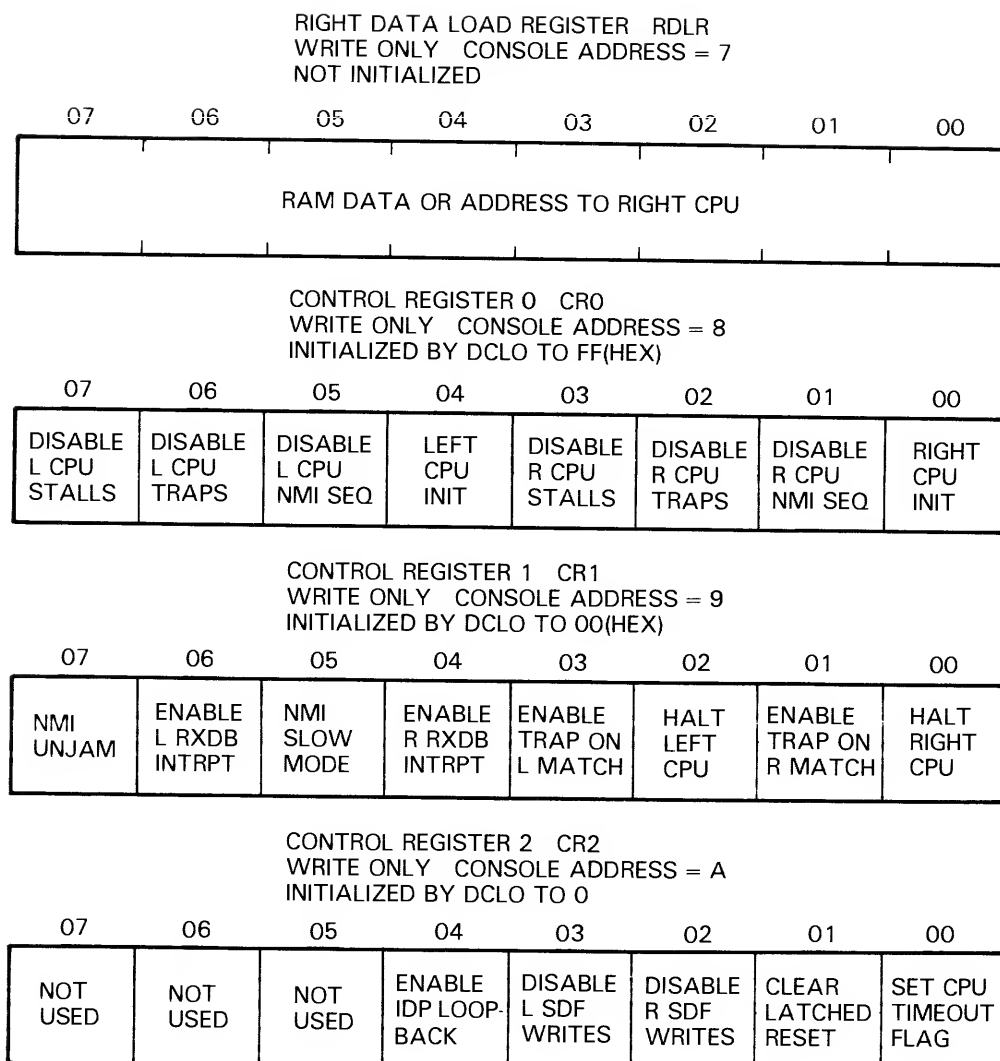 RIGHT DATA LOAD REGISTER RDLR
WRITE ONLY CONSOLE ADDRESS = 7
NOT INITIALIZED
07 06 05 04 03 02 01 00
RAM DATA OR ADDRESS TO RIGHT CPU
CONTROL REGISTER 0 CR0
WRITE ONLY CONSOLE ADDRESS = 8
INITIALIZED BY DCLO TO FF(HEX)
07 06 05 04 03 02 01 00
DISABLE DISABLE DISABLE LEFT DISABLE DISABLE DISABLE RIGHT
L CPU L CPU L CPU CPU R CPU R CPU R CPU CPU
STALLS TRAPS NMI SEQ INIT STALLS TRAPS NMI SEQ INIT
CONTROL REGISTER 1 CR1
WRITE ONLY CONSOLE ADDRESS = 9
INITIALIZED BY DCLO TO 00(HEX)
07 06 05 04 03 02 01 00
NMI ENABLE NMI ENABLE ENABLE HALT ENABLE HALT
UNJAM L RXDB SLOW R RXDB TRAP ON LEFT TRAP ON RIGHT
INTRPT MODE INTRPT L MATCH CPU R MATCH CPU
CONTROL REGISTER 2 CR2
WRITE ONLY CONSOLE ADDRESS = A
INITIALIZED BY DCLO TO 0
07 06 05 04 03 02 01 00
NOT NOT NOT ENABLE DISABLE DISABLE CLEAR SET CPU
USED USED USED IDP LOOP- L SDF R SDF LATCHED TIMEOUT
BACK WRITES WRITES RESET FLAG